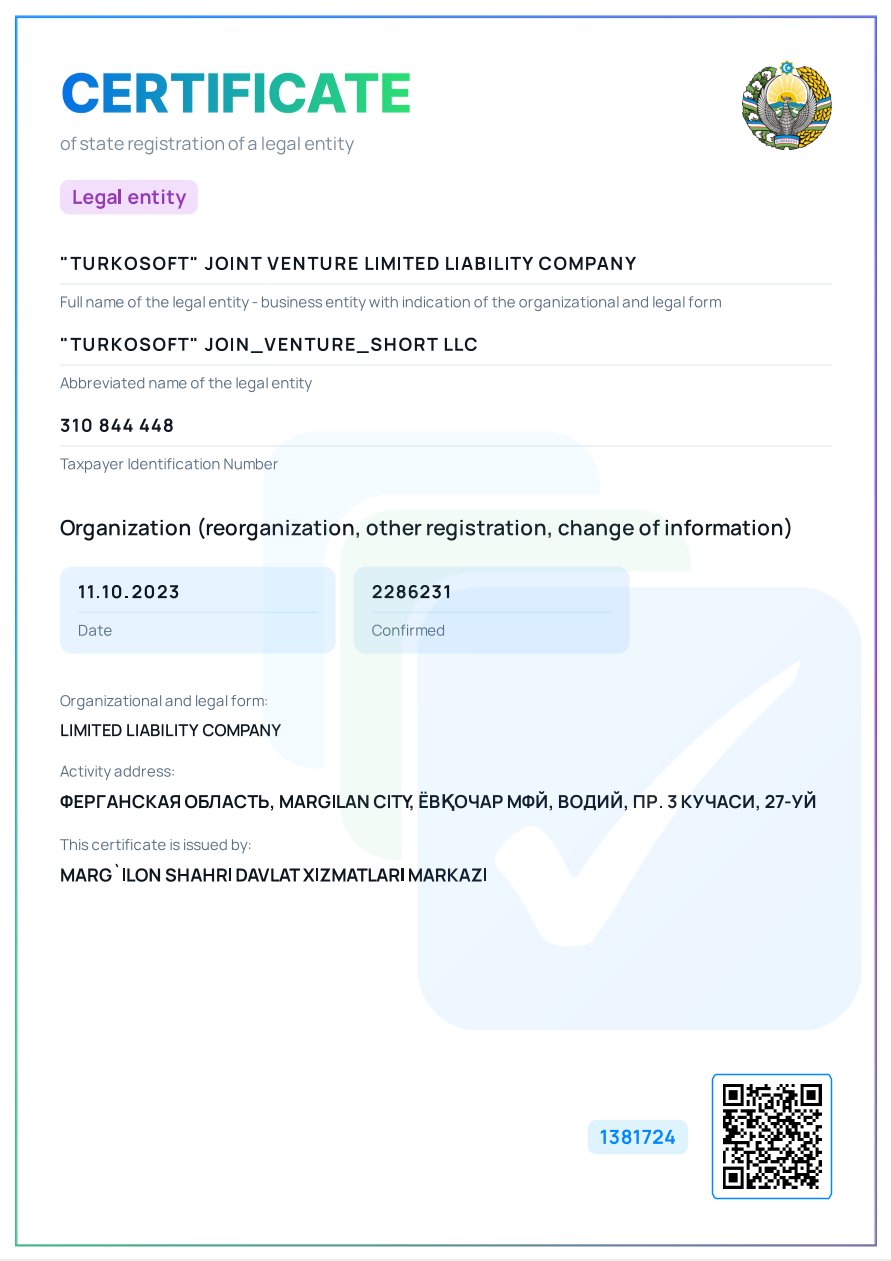 CERTIFICATE
of state registration of a legal entity
Legal entity
"TURKOSOFT" JOINT VENTURE LIMITED LIABILITY COMPANY
Full name of the legal entity - business entity with indication of the organizational and legal form
"TURKOSOFT" JOIN_VENTURE_SHORT LLC
Abbreviated name of the legal entity
310 844 448
Taxpayer Identification Number
Organization (reorganization, other registration, change of information)
11.10.2023
Date
2286231
Confirmed
Organizational and legal form:
LIMITED LIABILITY COMPANY
Activity address:
ФЕРГАНСКАЯ ОБЛАСТЬ, MARGILAN CITY, ЁВҚОЧАР МФЙ, ВОДИЙ, ПР. 3 КУЧАСИ, 27-УЙ
This certificate is issued by:
MARG`ILON SHAHRI DAVLAT XIZMATLARI MARKAZI
1381724